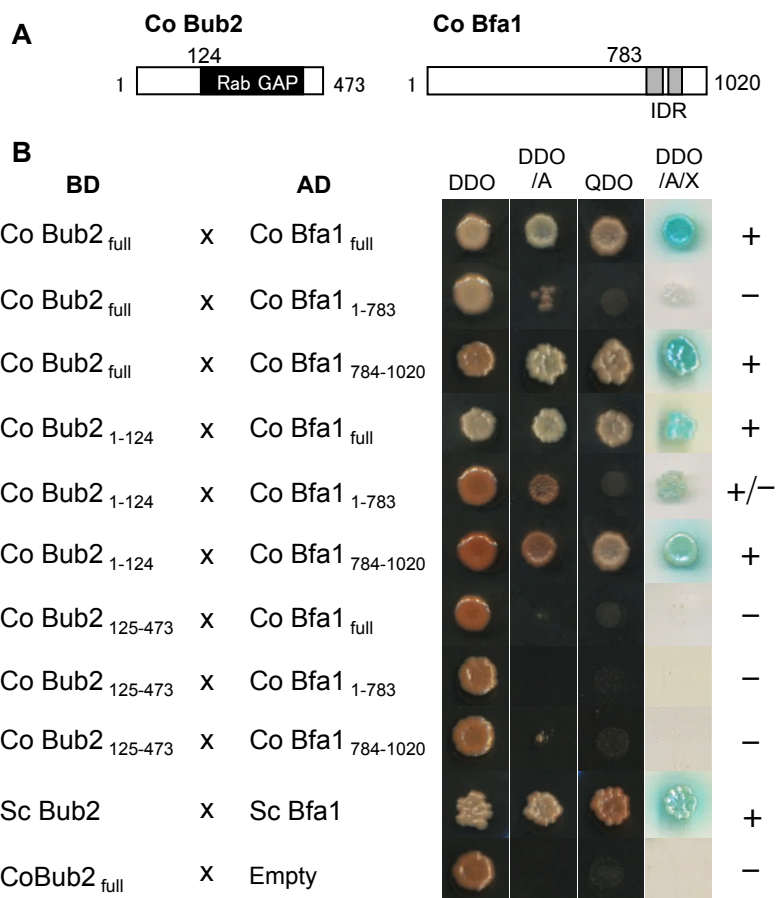 A
Co Bub2
Co Bfa1
124
783
1 Rab GAP 473
1 1020
IDR
B
BD AD DDO DDO /A QDO DDO /A/X
Co Bub2 full x Co Bfa1 full +
Co Bub2 full x Co Bfa1 1-783 −
Co Bub2 full x Co Bfa1 784-1020 +
Co Bub2 1-124 x Co Bfa1 full +
Co Bub2 1-124 x Co Bfa1 1-783 +/−
Co Bub2 1-124 x Co Bfa1 784-1020 +
Co Bub2 125-473 x Co Bfa1 full −
Co Bub2 125-473 x Co Bfa1 1-783 −
Co Bub2 125-473 x Co Bfa1 784-1020 −
Sc Bub2 x Sc Bfa1 +
CoBub2 full x Empty −